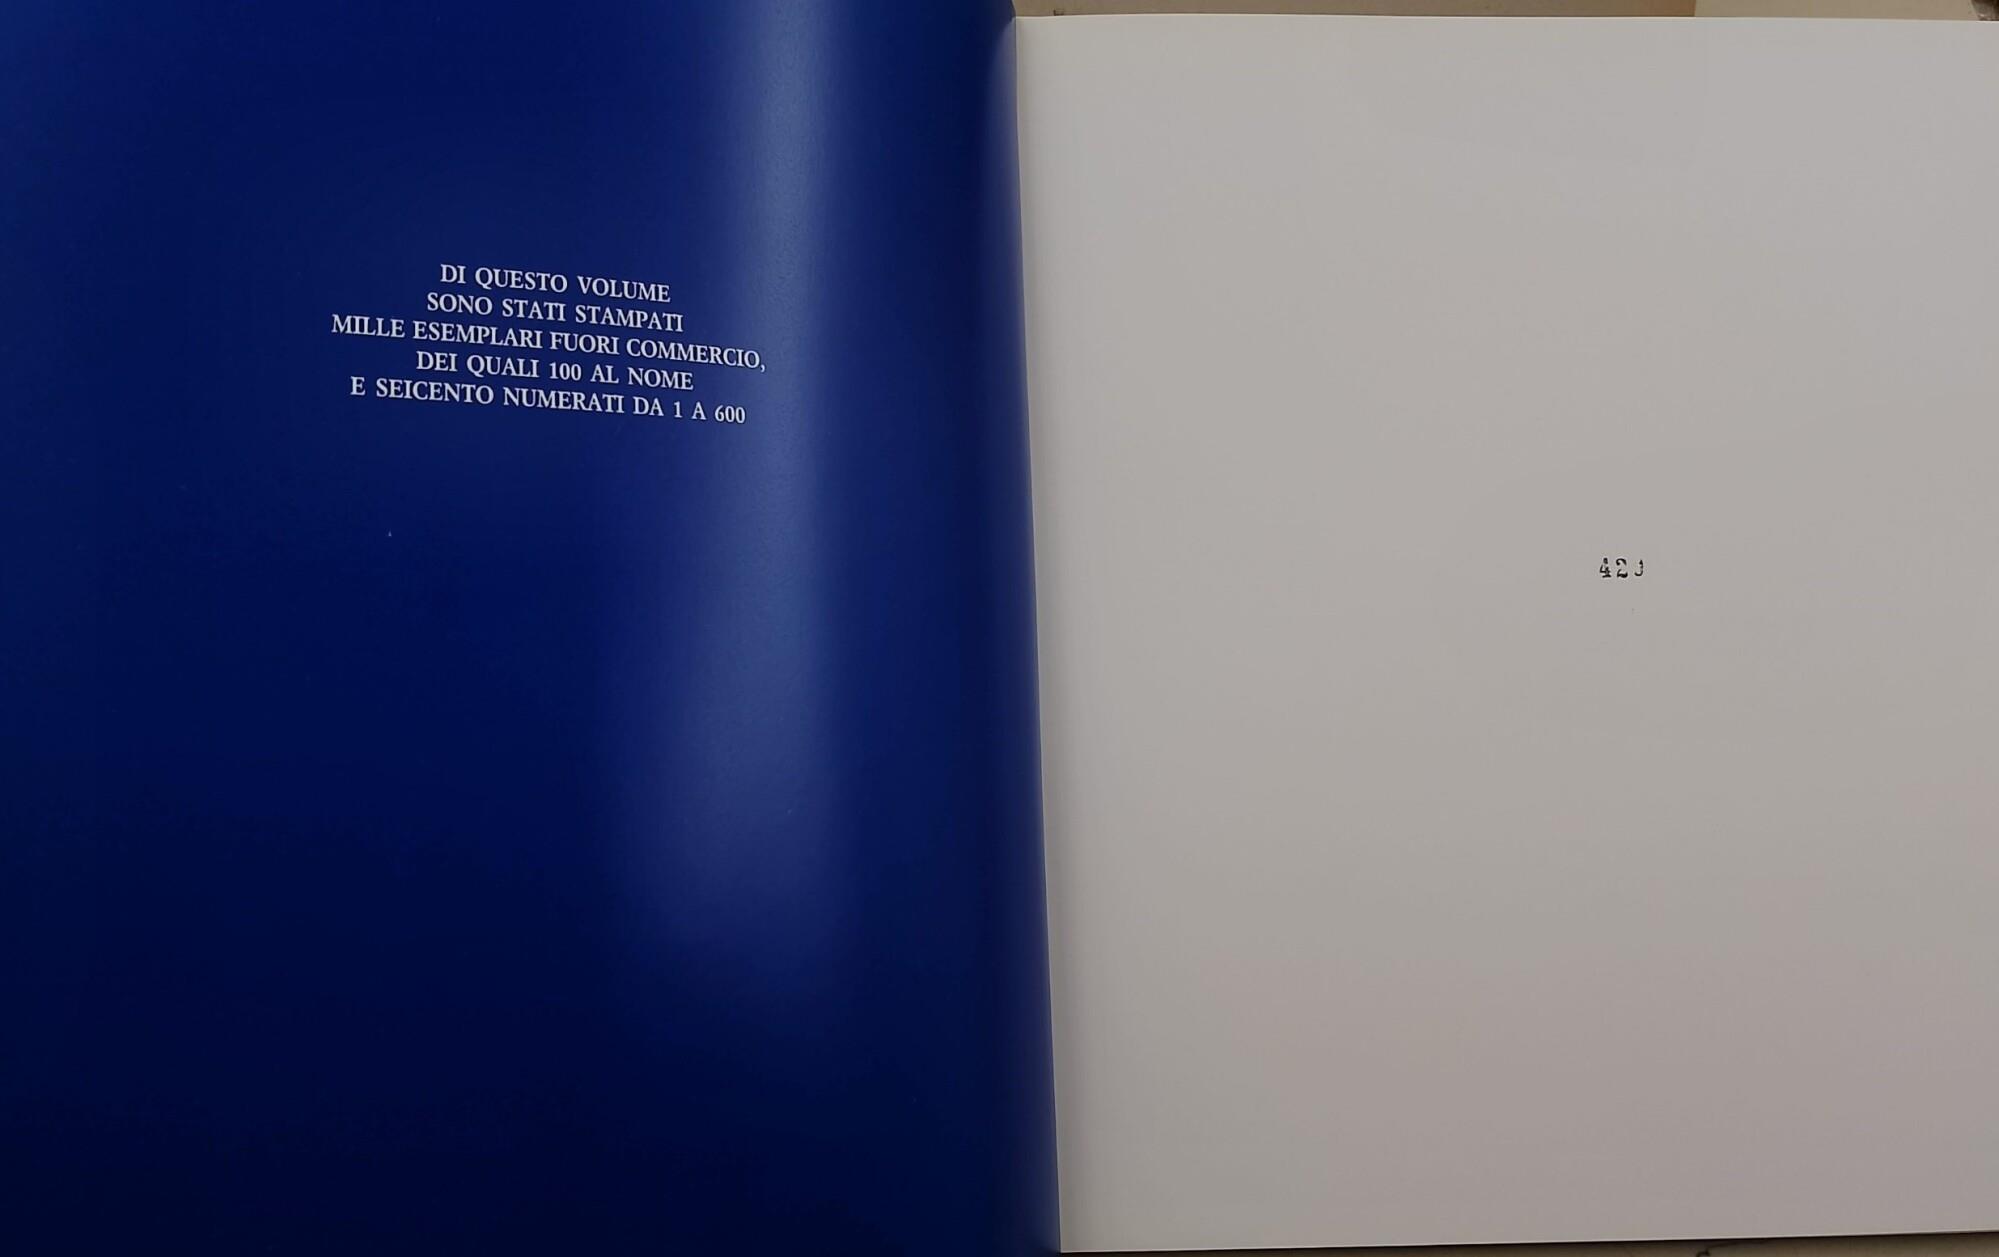 DI QUESTO VOLUME
SONO STATI STAMPATI
MILLE ESEMPLARI FUORI COMMERCIO,
DEI QUALI 100 AL NOME
E SEICENTO NUMERATI DA 1 A 600